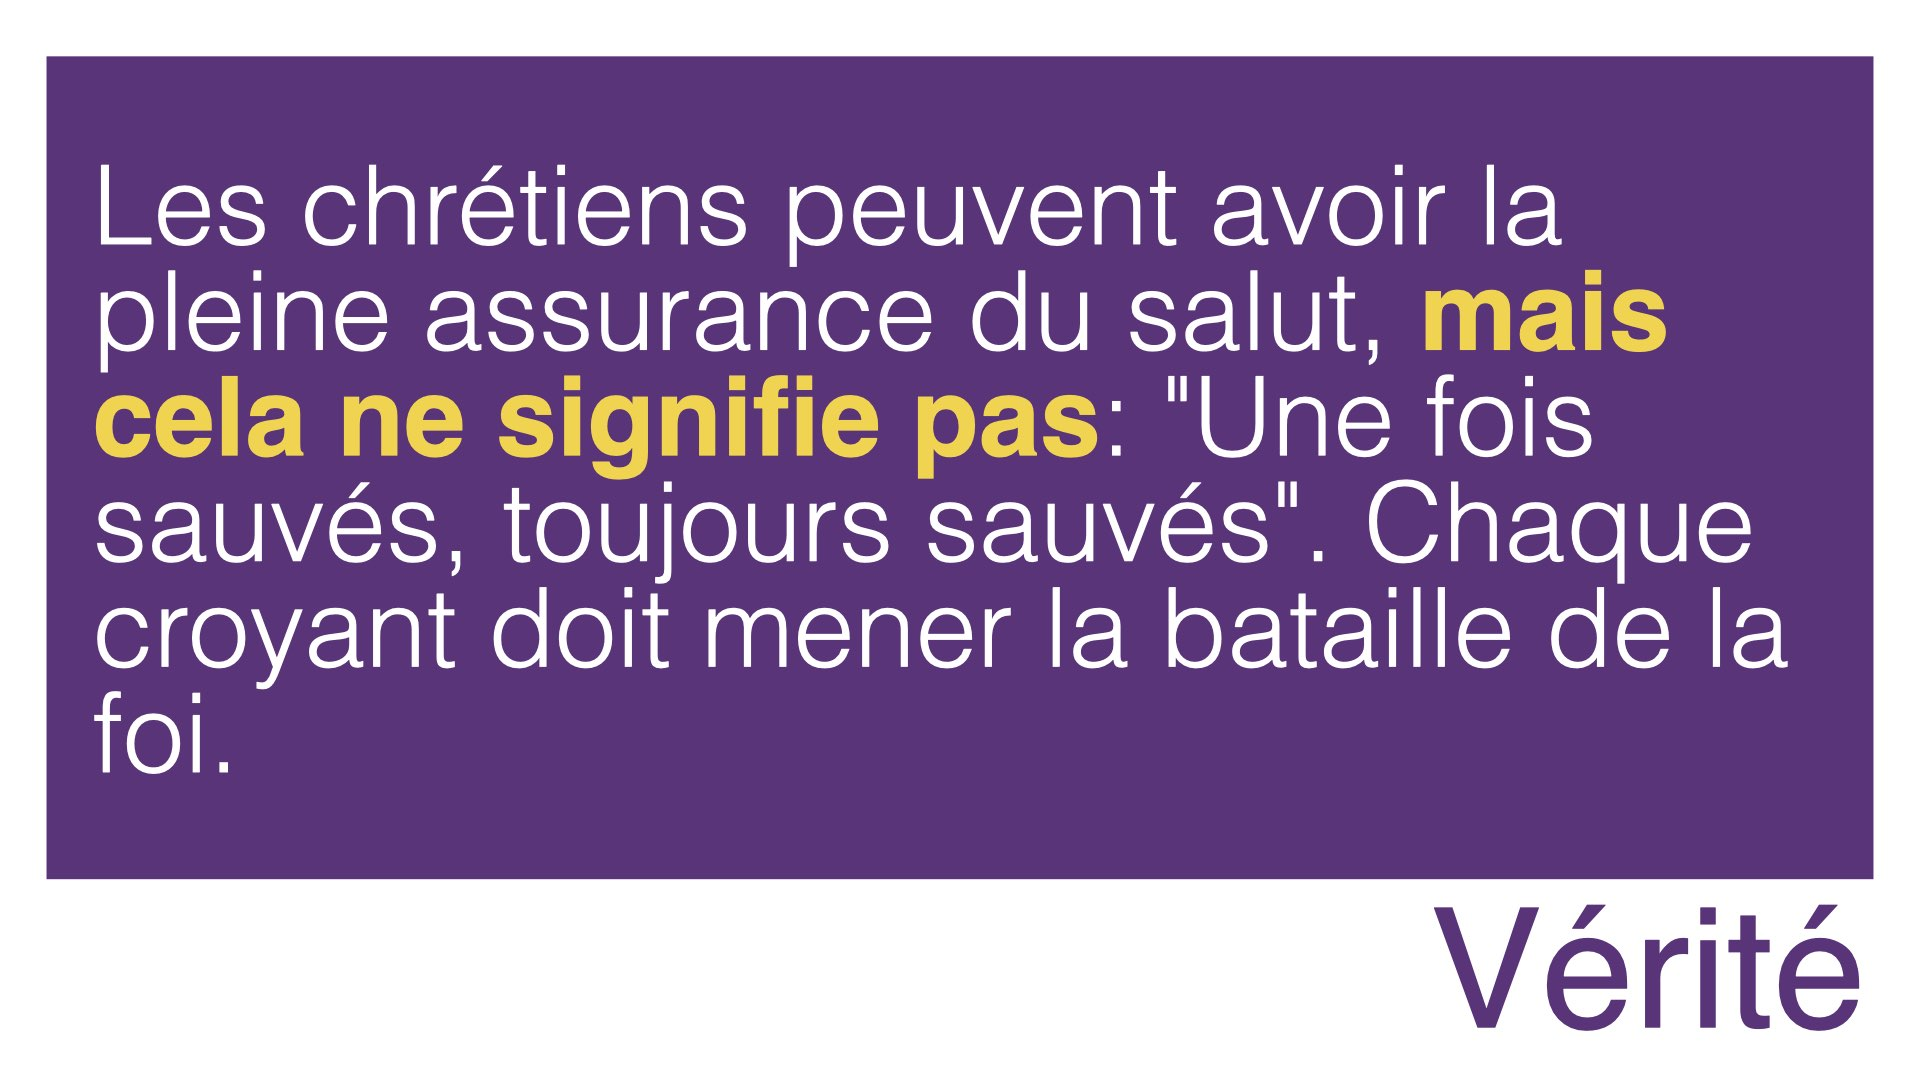 Les chrétiens peuvent avoir la
pleine assurance du salut, mais
cela ne signifie pas: "Une fois
sauvés, toujours sauvés". Chaque
croyant doit mener la bataille de la
foi.
Vérité